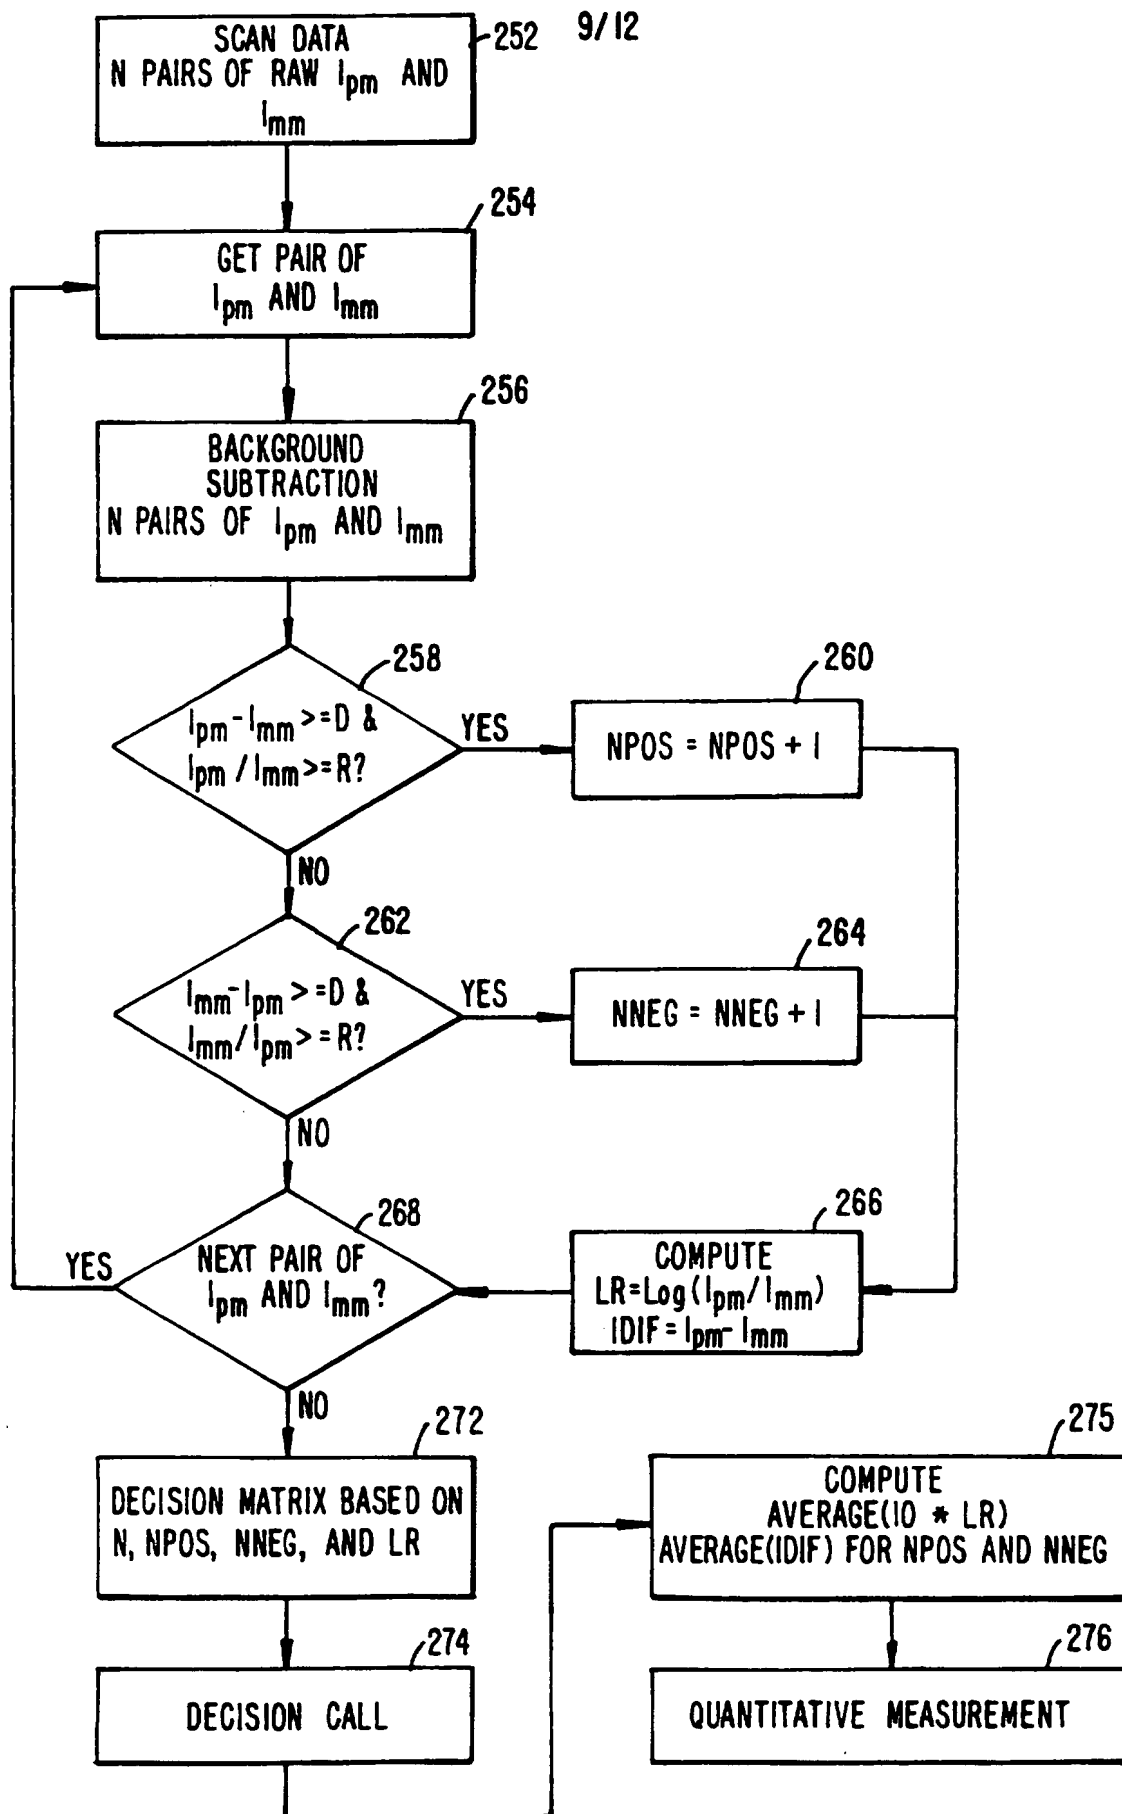 9/12
252
SCAN DATA
N PAIRS OF RAW Ipm AND
Imm
254
GET PAIR OF
Ipm AND Imm
256
BACKGROUND
SUBTRACTION
N PAIRS OF Ipm AND Imm
258
Ipm-Imm >=D &
Ipm / Imm >=R?
YES
NO
260
NPOS = NPOS + 1
262
Imm-Ipm >=D &
Imm/Ipm >=R?
YES
NO
264
NNEG = NNEG + 1
266
COMPUTE
LR=Log(Ipm/Imm)
IDIF=Ipm-Imm
268
NEXT PAIR OF
Ipm AND Imm?
YES
NO
272
DECISION MATRIX BASED ON
N, NPOS, NNEG, AND LR
274
DECISION CALL
275
COMPUTE
AVERAGE(10 * LR)
AVERAGE(IDIF) FOR NPOS AND NNEG
276
QUANTITATIVE MEASUREMENT